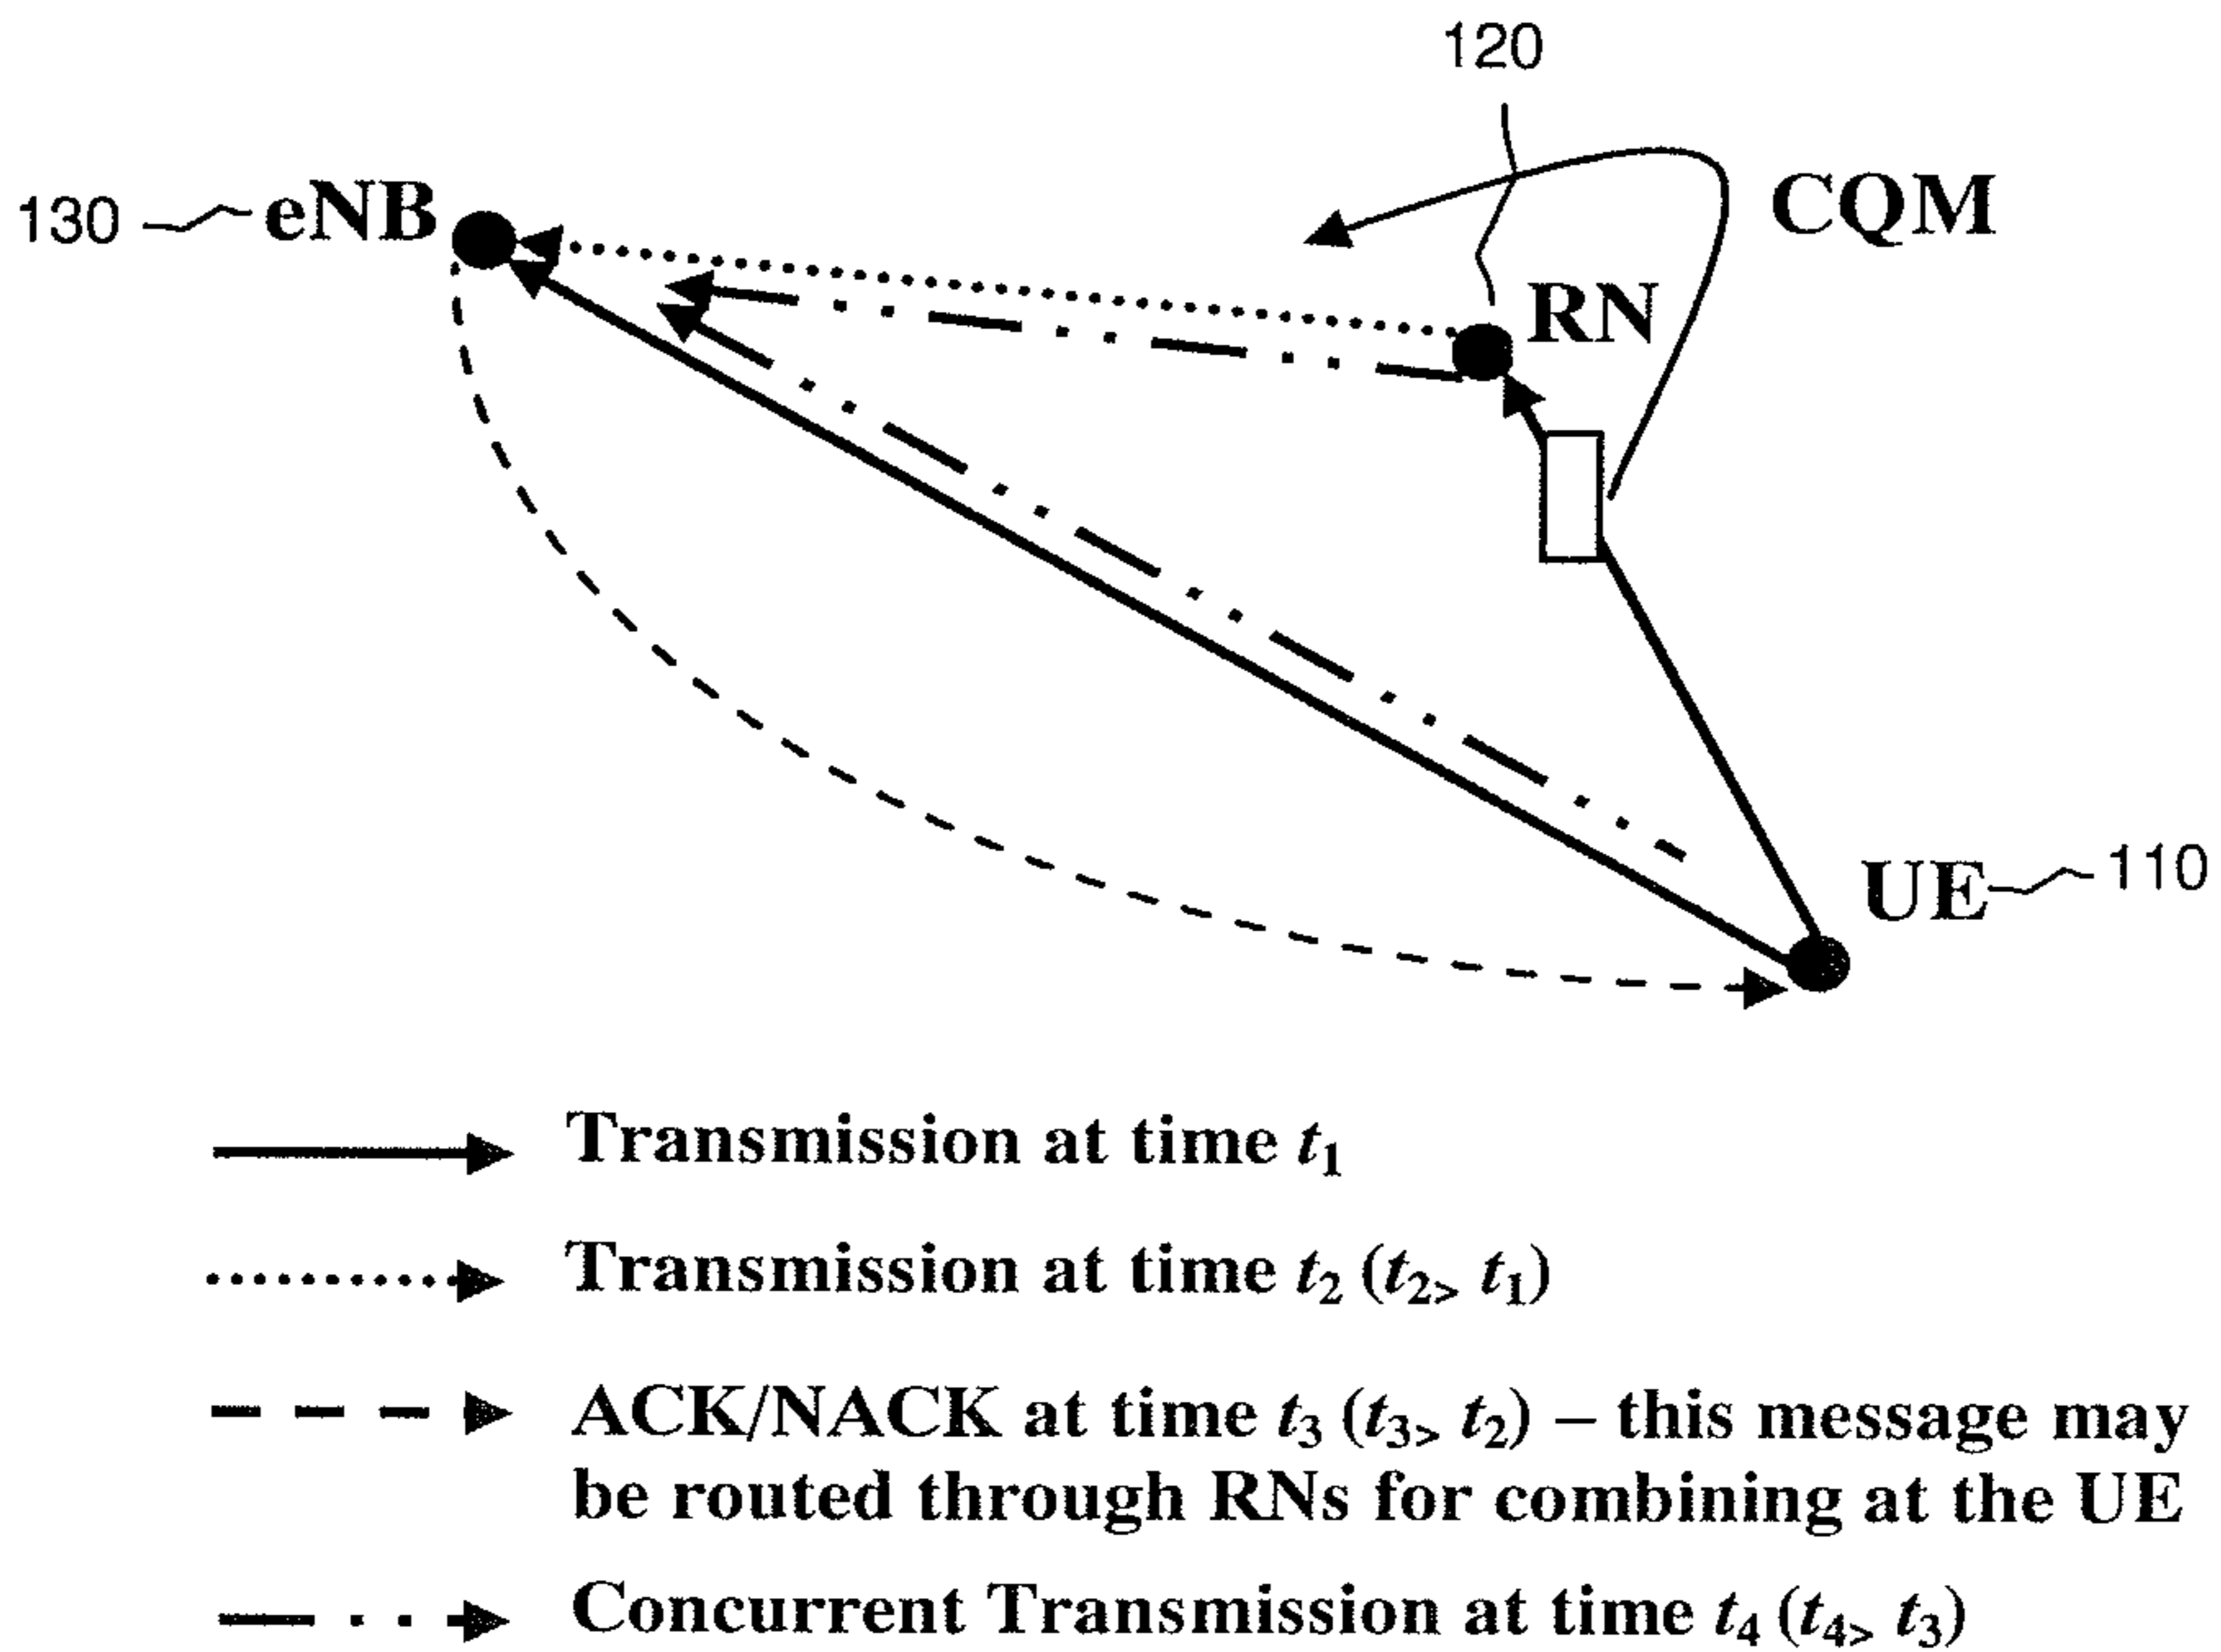 120
130 eNB CQM
RN
UE 110
Transmission at time t₁
Transmission at time t₂ (t₂> t₁)
ACK/NACK at time t₃ (t₃> t₂) – this message may
be routed through RNs for combining at the UE
Concurrent Transmission at time t₄ (t₄> t₃)